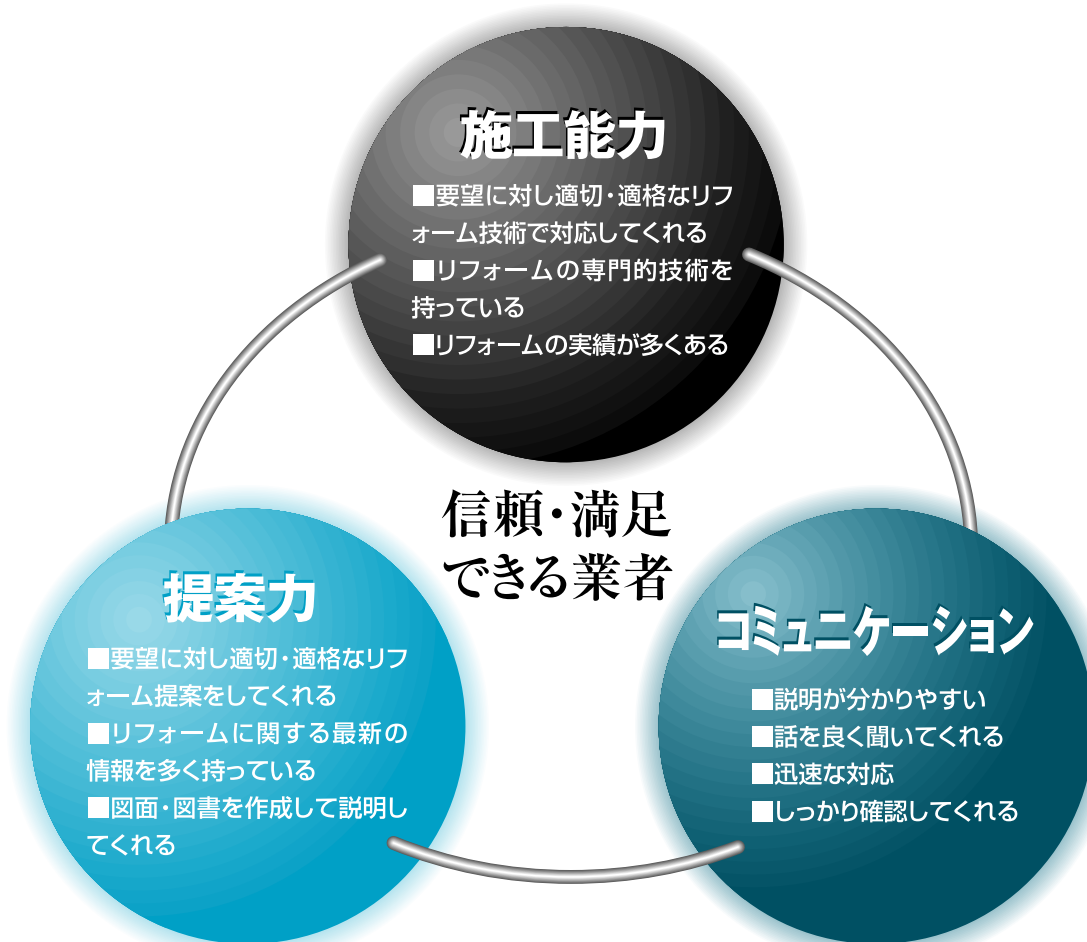 施工能力
■要望に対し適切・適格なリフ
ォーム技術で対応してくれる
■リフォームの専門的技術を
持っている
■リフォームの実績が多くある
信頼・満足
できる業者
提案力
■要望に対し適切・適格なリフ
ォーム提案をしてくれる
■リフォームに関する最新の
情報を多く持っている
■図面・図書を作成して説明し
てくれる
コミュニケーション
■説明が分かりやすい
■話を良く聞いてくれる
■迅速な対応
■しっかり確認してくれる